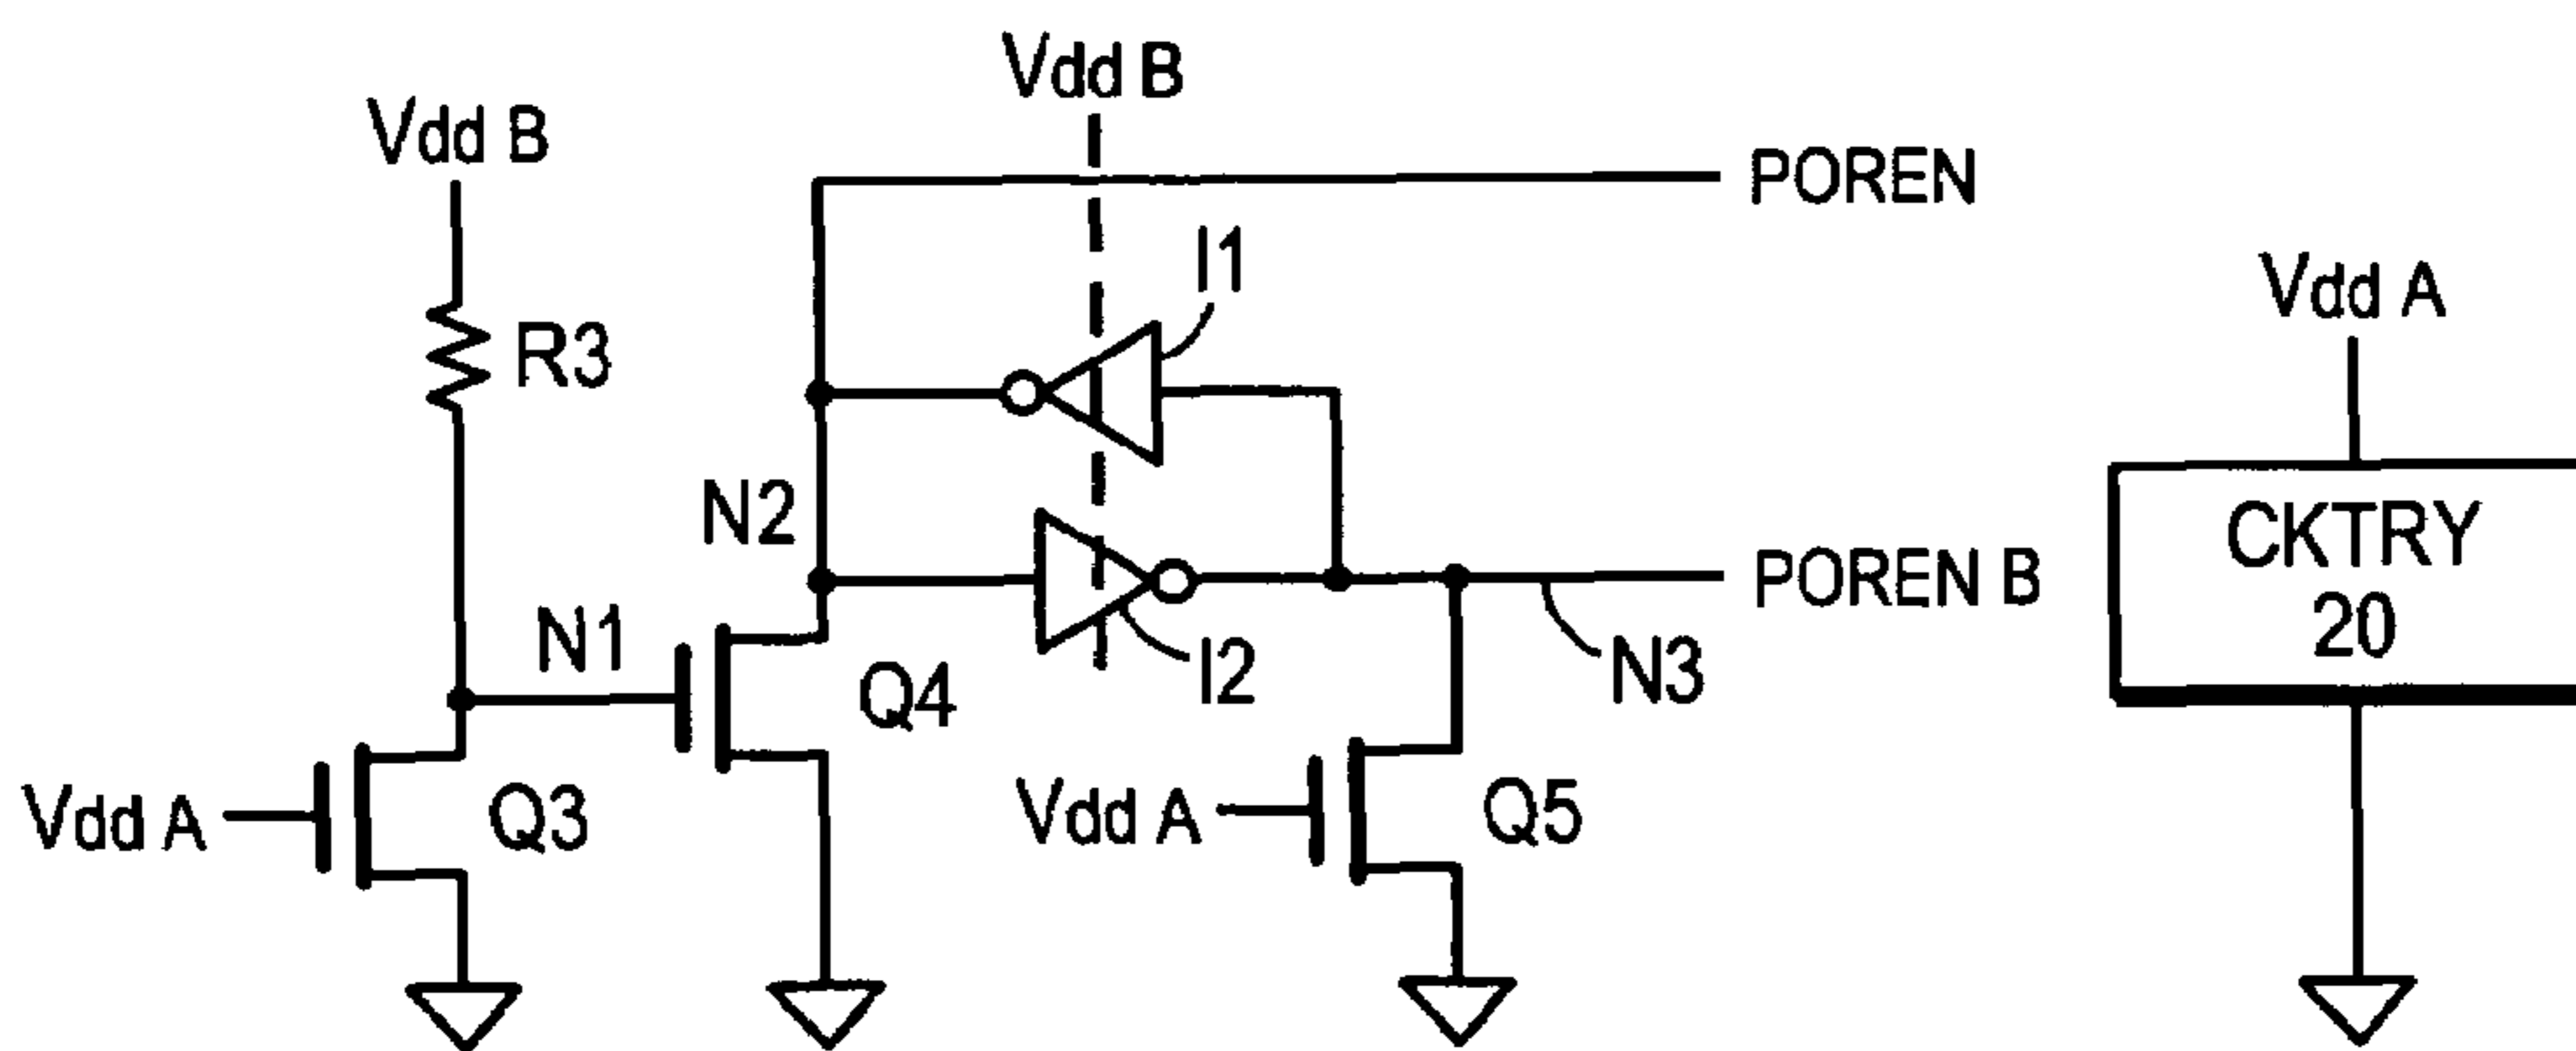 Vdd B
Vdd B
POREN
I1
Vdd A
R3
N2
CKTRY
20
POREN B
N1
Q4
I2
N3
Vdd A
Q3
Vdd A
Q5